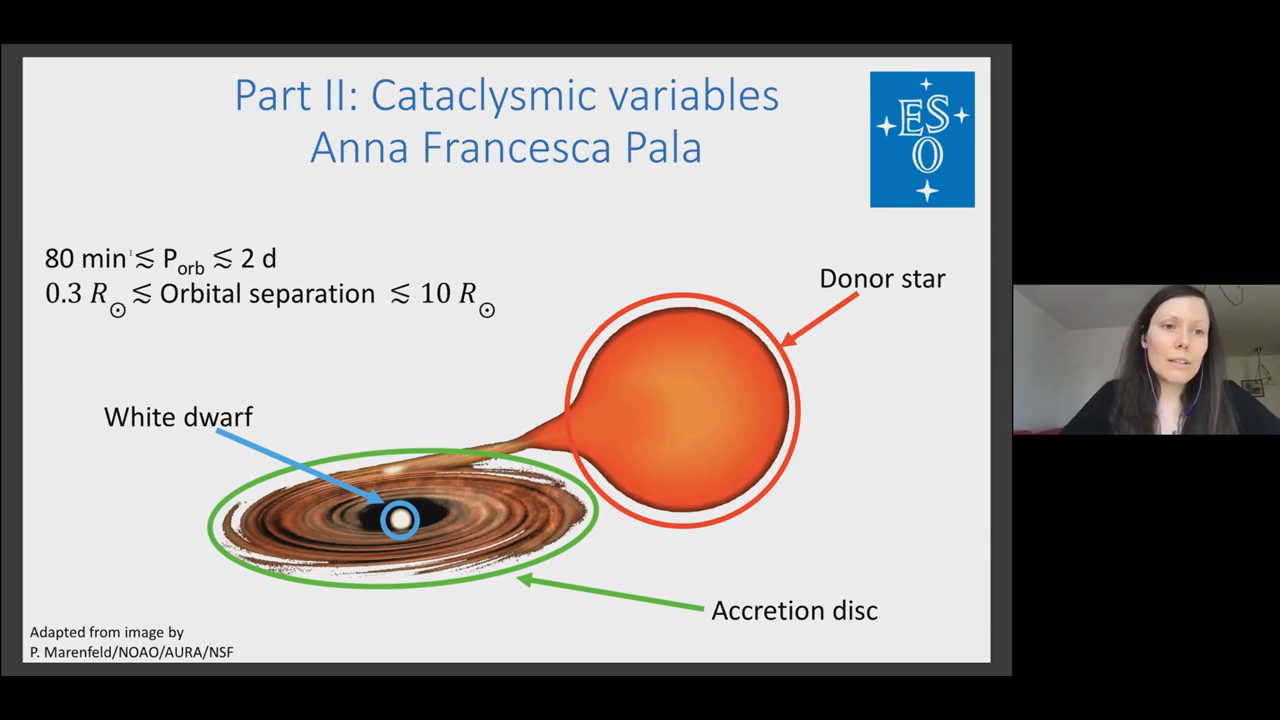 Part II: Cataclysmic variables
Anna Francesca Pala
ES
O
80 min ≲ Porb ≲ 2 d
0.3 R⊙ ≲ Orbital separation ≲ 10 R⊙
Donor star
White dwarf
Accretion disc
Adapted from image by
P. Marenfeld/NOAO/AURA/NSF